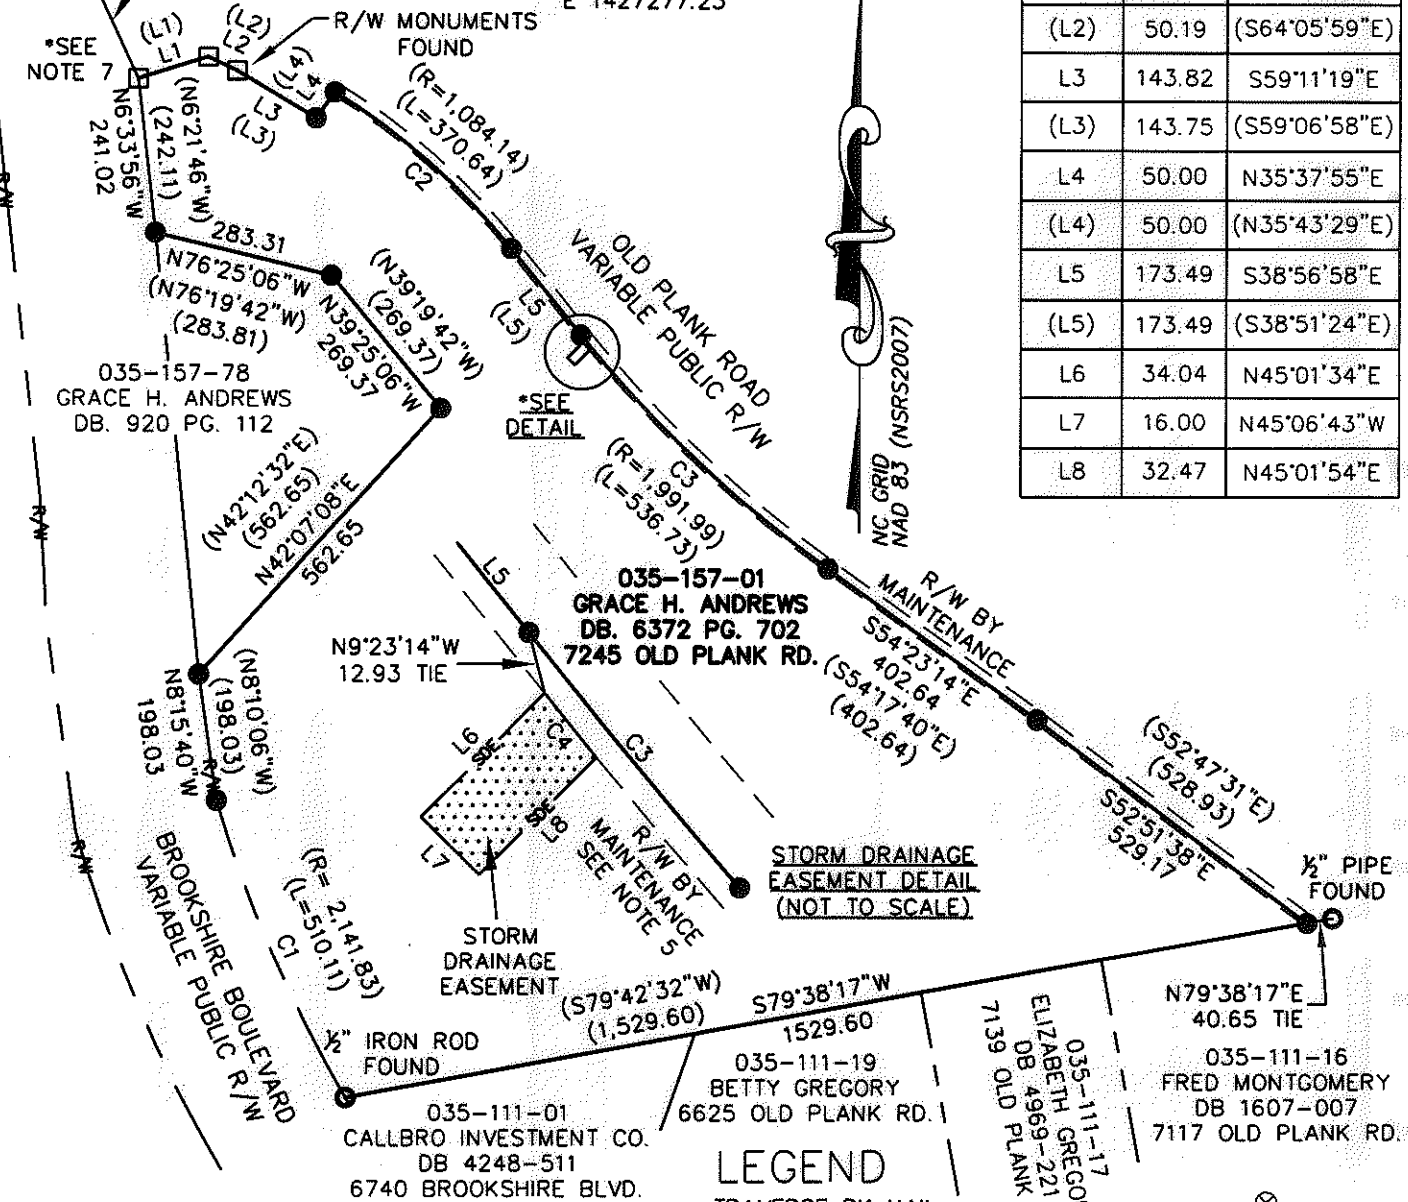 E 1427277.23
R/W MONUMENTS
FOUND
*SEE
NOTE 7
(L1)
L1
(L2)
L2
L3
(L3)
(L4)
L4
(R=1,084.14)
(L=370.64)
C2
N6°33'56"W
241.02
(N6°21'46"W)
(242.11)
283.31
N76°25'06"W
(N76°19'42"W)
(283.81)
(N39°19'42"W)
(269.37)
N39°25'06"W
269.37
L5
(L5)
OLD PLANK ROAD
VARIABLE PUBLIC R/W
*SEE
DETAIL
035-157-78
GRACE H. ANDREWS
DB. 920 PG. 112
(N42°12'32"E)
(562.65)
N42°07'08"E
562.65
C3
(R=1,991.99)
(L=536.73)
NC GRID
NAD 83 (NSRS2007)
(L2) 50.19 (S64°05'59"E)
L3 143.82 S59°11'19"E
(L3) 143.75 (S59°06'58"E)
L4 50.00 N35°37'55"E
(L4) 50.00 (N35°43'29"E)
L5 173.49 S38°56'58"E
(L5) 173.49 (S38°51'24"E)
L6 34.04 N45°01'34"E
L7 16.00 N45°06'43"W
L8 32.47 N45°01'54"E
R/W
R/W
R/W
R/W
035-157-01
GRACE H. ANDREWS
DB. 6372 PG. 702
7245 OLD PLANK RD.
R/W BY
MAINTENANCE
S54°23'14"E
402.64
(S54°17'40"E)
(402.64)
L5
N9°23'14"W
12.93 TIE
L6
SDE
C4
C3
SDE
L8
L7
R/W BY
MAINTENANCE
SEE NOTE 5
STORM
DRAINAGE
EASEMENT
STORM DRAINAGE
EASEMENT DETAIL
(NOT TO SCALE)
(N8°10'06"W)
(198.03)
N8°15'40"W
198.03
BROOKSHIRE BOULEVARD
VARIABLE PUBLIC R/W
(R= 2,141.83)
(L=510.11)
C1
(S52°47'31"E)
(528.93)
S52°51'38"E
529.17
½" PIPE
FOUND
N79°38'17"E
40.65 TIE
½" IRON ROD
FOUND
(S79°42'32"W)
(1,529.60)
S79°38'17"W
1529.60
035-111-01
CALLBRO INVESTMENT CO.
DB 4248-511
6740 BROOKSHIRE BLVD.
035-111-19
BETTY GREGORY
6625 OLD PLANK RD.
035-111-17
ELIZABETH GREGO
DB 4969-221
7139 OLD PLANK
035-111-16
FRED MONTGOMERY
DB 1607-007
7117 OLD PLANK RD.
LEGEND